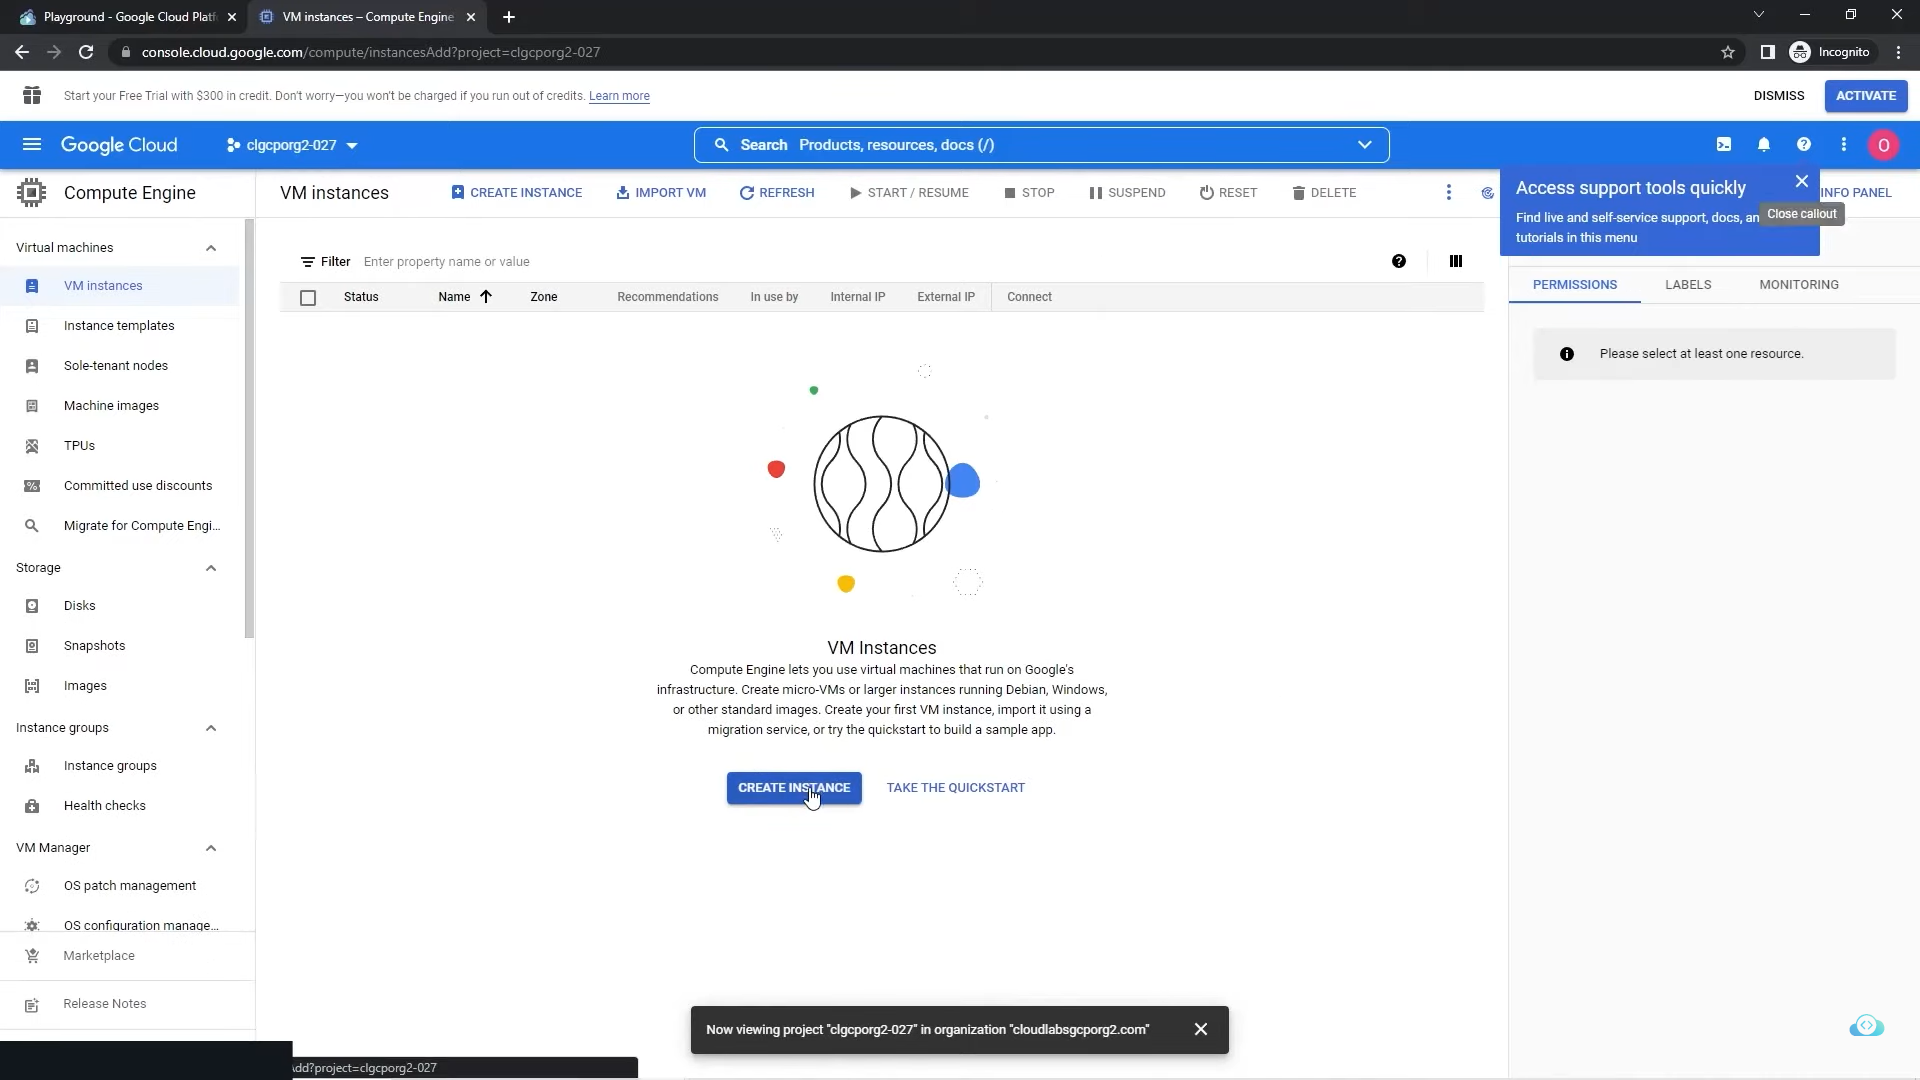 Playground - Google Cloud Platf
VM instances – Compute Engine
console.cloud.google.com/compute/instancesAdd?project=clgcporg2-027
Incognito
Start your Free Trial with $300 in credit. Don't worry—you won't be charged if you run out of credits. Learn more
DISMISS
ACTIVATE
Google Cloud
clgcporg2-027
Search Products, resources, docs (/)
O
Compute Engine
VM instances
CREATE INSTANCE
IMPORT VM
REFRESH
START / RESUME
STOP
SUSPEND
RESET
DELETE
INFO PANEL
Access support tools quickly
Find live and self-service support, docs, an
tutorials in this menu
Close callout
Virtual machines
VM instances
Instance templates
Sole-tenant nodes
Machine images
TPUs
Committed use discounts
Migrate for Compute Engi...
Storage
Disks
Snapshots
Images
Instance groups
Instance groups
Health checks
VM Manager
OS patch management
OS configuration manage...
Marketplace
Release Notes
Filter Enter property name or value
Status Name Zone Recommendations In use by Internal IP External IP Connect
VM Instances
Compute Engine lets you use virtual machines that run on Google's
infrastructure. Create micro-VMs or larger instances running Debian, Windows,
or other standard images. Create your first VM instance, import it using a
migration service, or try the quickstart to build a sample app.
CREATE INSTANCE
TAKE THE QUICKSTART
PERMISSIONS
LABELS
MONITORING
Please select at least one resource.
Now viewing project "clgcporg2-027" in organization "cloudlabsgcporg2.com"
Add?project=clgcporg2-027